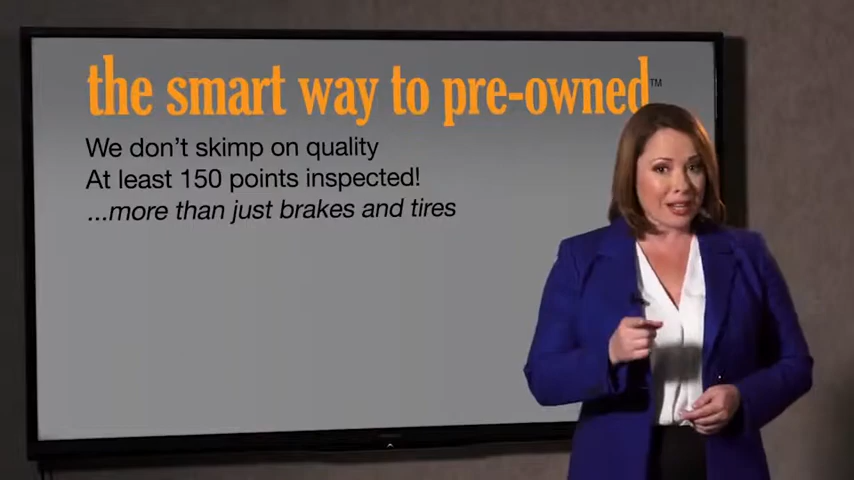 the smart way to pre-owned™
We don't skimp on quality
At least 150 points inspected!
...more than just brakes and tires